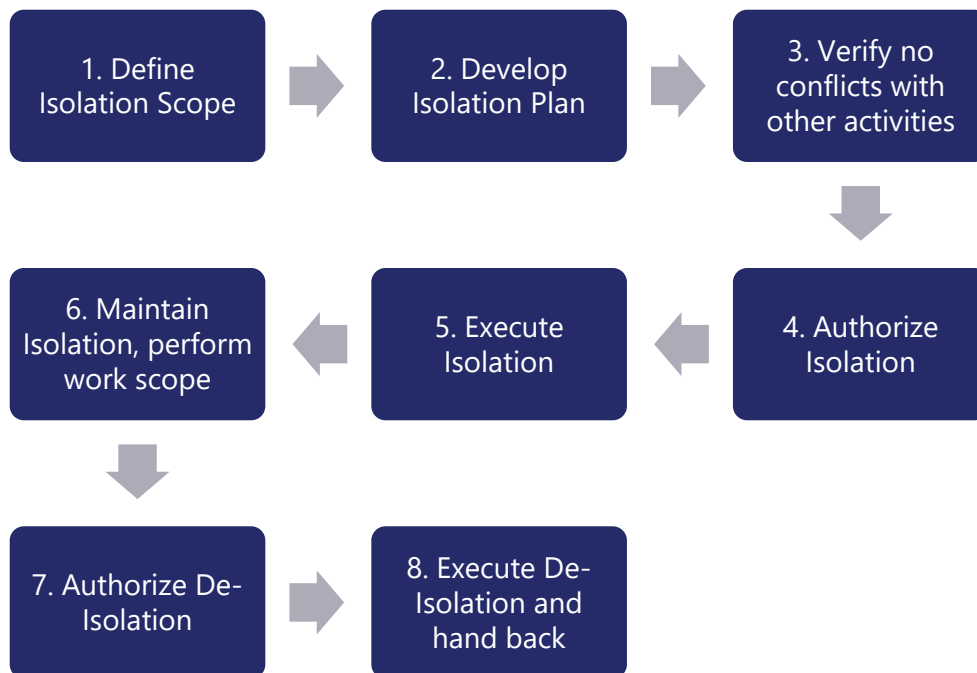 1. Define
Isolation Scope
2. Develop
Isolation Plan
3. Verify no
conflicts with
other activities
4. Authorize
Isolation
5. Execute
Isolation
6. Maintain
Isolation, perform
work scope
7. Authorize De-
Isolation
8. Execute De-
Isolation and
hand back